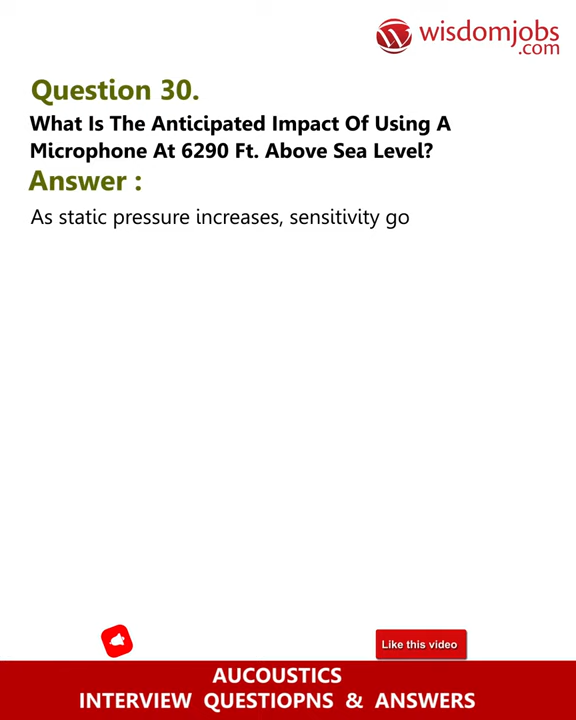 wisdomjobs
.com
Question 30.
What Is The Anticipated Impact Of Using A
Microphone At 6290 Ft. Above Sea Level?
Answer :
As static pressure increases, sensitivity go
Like this video
AUCOUSTICS
INTERVIEW QUESTIOPNS & ANSWERS